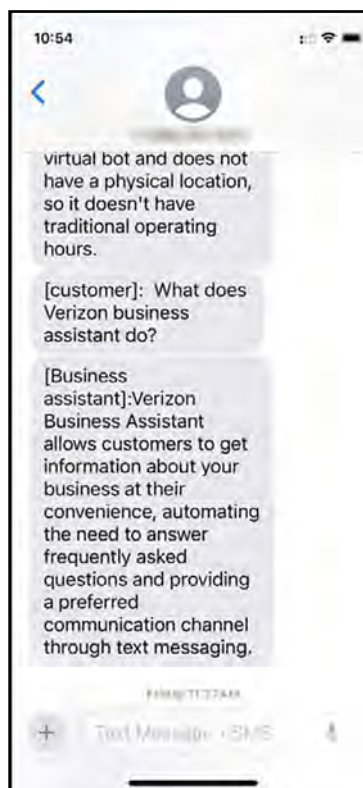 10:54
virtual bot and does not
have a physical location,
so it doesn't have
traditional operating
hours.
[customer]: What does
Verizon business
assistant do?
[Business
assistant]:Verizon
Business Assistant
allows customers to get
information about your
business at their
convenience, automating
the need to answer
frequently asked
questions and providing
a preferred
communication channel
through text messaging.
Text Message • SMS